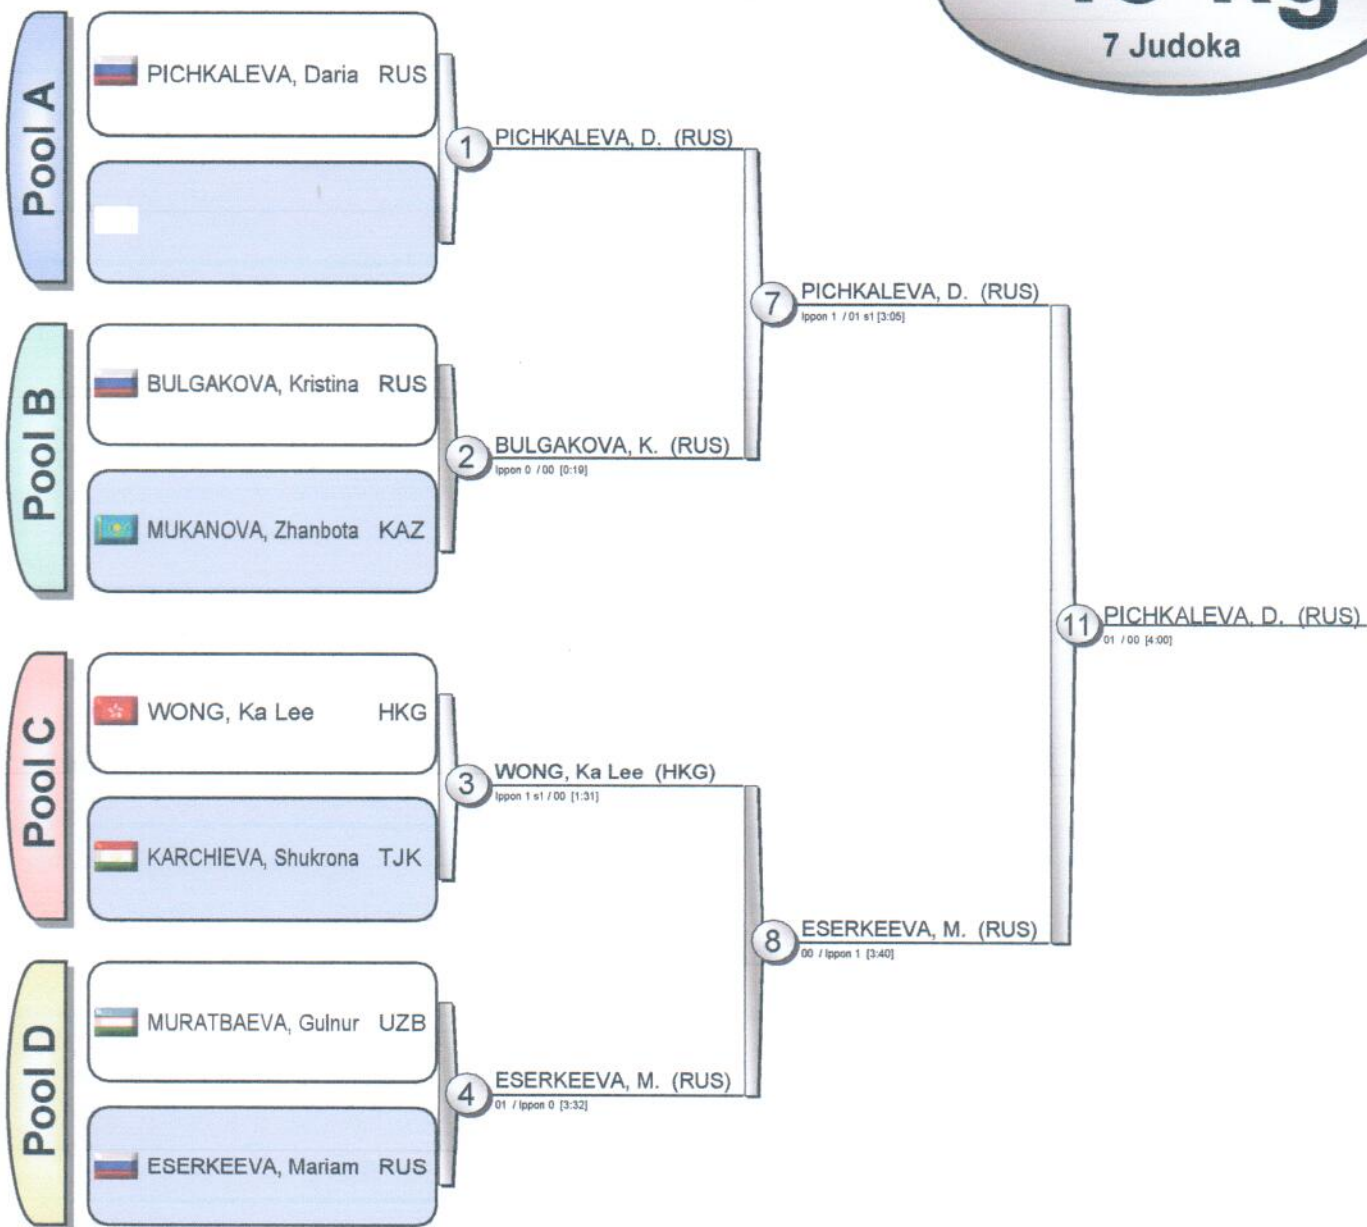 7 Judoka
Pool A
PICHKALEVA, Daria RUS
1 PICHKALEVA, D. (RUS)
7 PICHKALEVA, D. (RUS)
Ippon 1 / 01 s1 [3:05]
Pool B
BULGAKOVA, Kristina RUS
2 BULGAKOVA, K. (RUS)
Ippon 0 / 00 [0:19]
MUKANOVA, Zhanbota KAZ
11 PICHKALEVA, D. (RUS)
01 / 00 [4:00]
Pool C
WONG, Ka Lee HKG
3 WONG, Ka Lee (HKG)
Ippon 1 s1 / 00 [1:31]
KARCHIEVA, Shukrona TJK
8 ESERKEEVA, M. (RUS)
00 / Ippon 1 [3:40]
Pool D
MURATBAEVA, Gulnur UZB
4 ESERKEEVA, M. (RUS)
01 / Ippon 0 [3:32]
ESERKEEVA, Mariam RUS